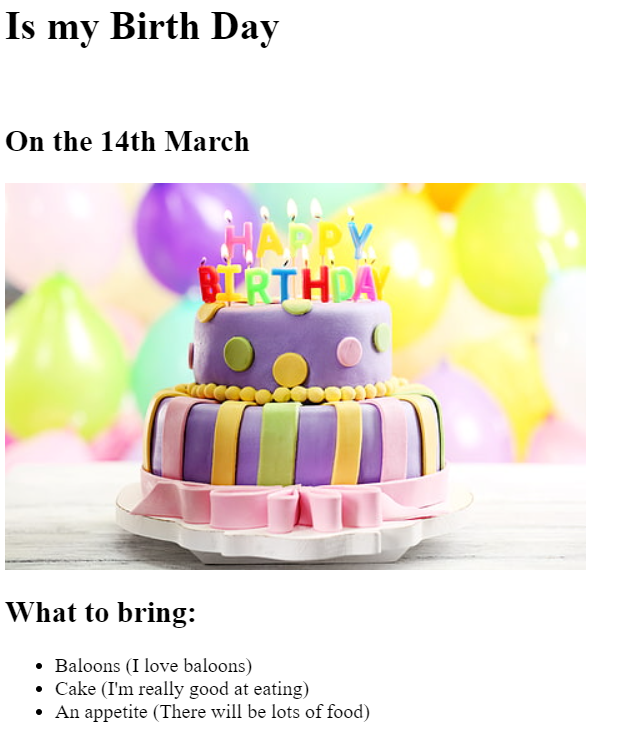 Is my Birth Day
On the 14th March
HAPPY
BIRTHDAY
What to bring:
Baloons (I love baloons)
Cake (I'm really good at eating)
An appetite (There will be lots of food)